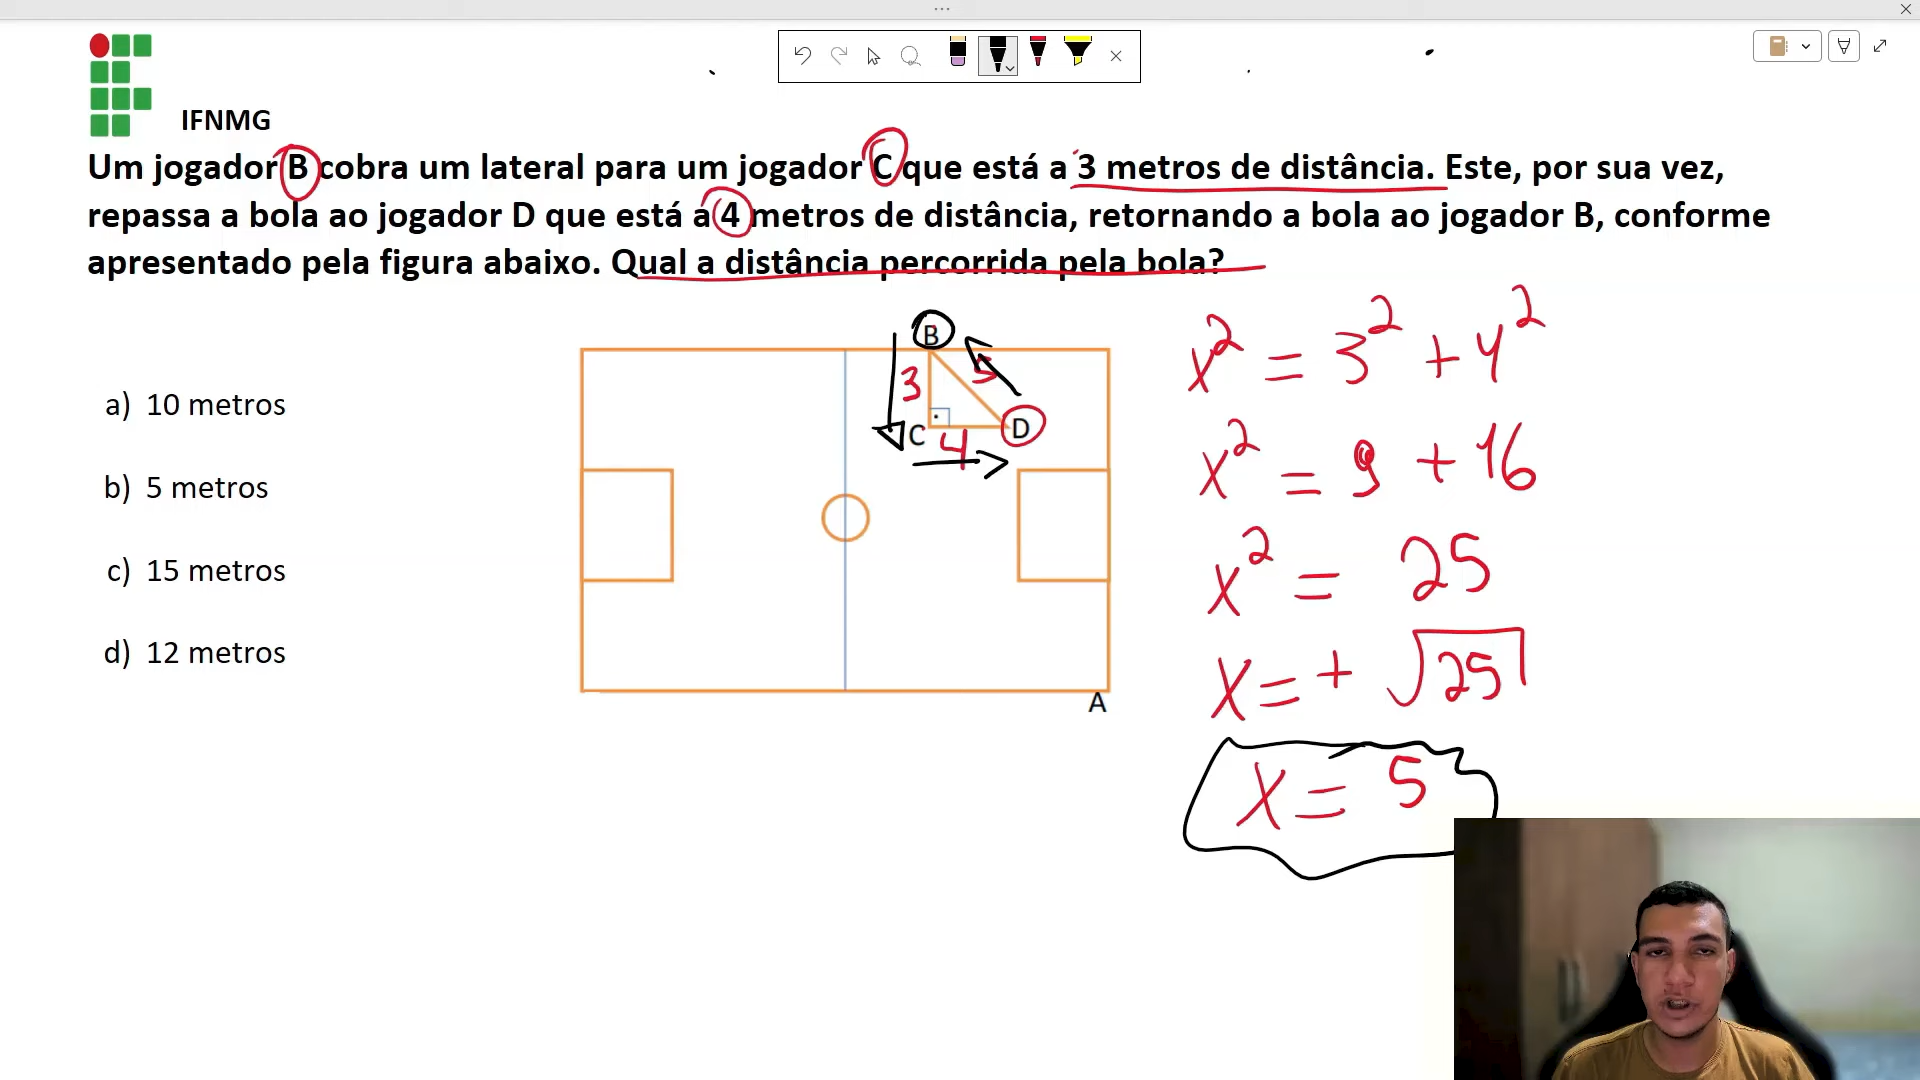 IFNMG
Um jogador B cobra um lateral para um jogador C que está a 3 metros de distância. Este, por sua vez,
repassa a bola ao jogador D que está a 4 metros de distância, retornando a bola ao jogador B, conforme
apresentado pela figura abaixo. Qual a distância percorrida pela bola?
a) 10 metros
b) 5 metros
c) 15 metros
d) 12 metros
B
3
5
C
4
D
A
x² = 3² + 4²
x² = 9 + 16
x² = 25
x = + √25
x = 5